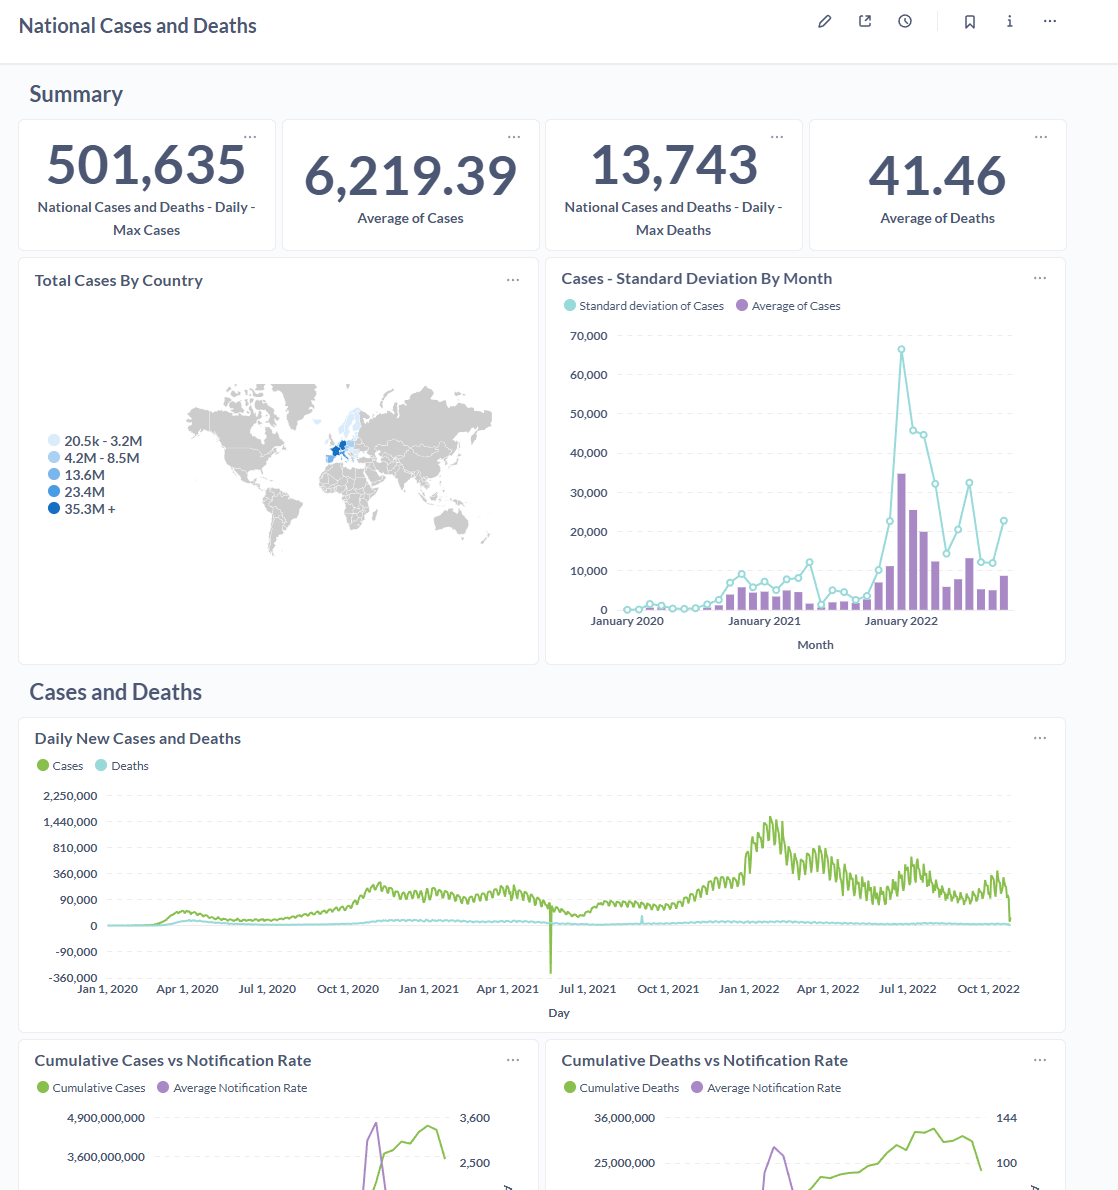 National Cases and Deaths
Summary
501,635
National Cases and Deaths - Daily -
Max Cases
6,219.39
Average of Cases
13,743
National Cases and Deaths - Daily -
Max Deaths
41.46
Average of Deaths
Total Cases By Country
20.5k - 3.2M
4.2M - 8.5M
13.6M
23.4M
35.3M +
Cases - Standard Deviation By Month
Standard deviation of Cases Average of Cases
70,000
60,000
50,000
40,000
30,000
20,000
10,000
0
January 2020 January 2021 January 2022
Month
Cases and Deaths
Daily New Cases and Deaths
Cases Deaths
2,250,000
1,440,000
810,000
360,000
90,000
0
-90,000
-360,000
Jan 1, 2020 Apr 1, 2020 Jul 1, 2020 Oct 1, 2020 Jan 1, 2021 Apr 1, 2021 Jul 1, 2021 Oct 1, 2021 Jan 1, 2022 Apr 1, 2022 Jul 1, 2022 Oct 1, 2022
Day
Cumulative Cases vs Notification Rate
Cumulative Cases Average Notification Rate
4,900,000,000 3,600
3,600,000,000 2,500
Cumulative Deaths vs Notification Rate
Cumulative Deaths Average Notification Rate
36,000,000 144
25,000,000 100